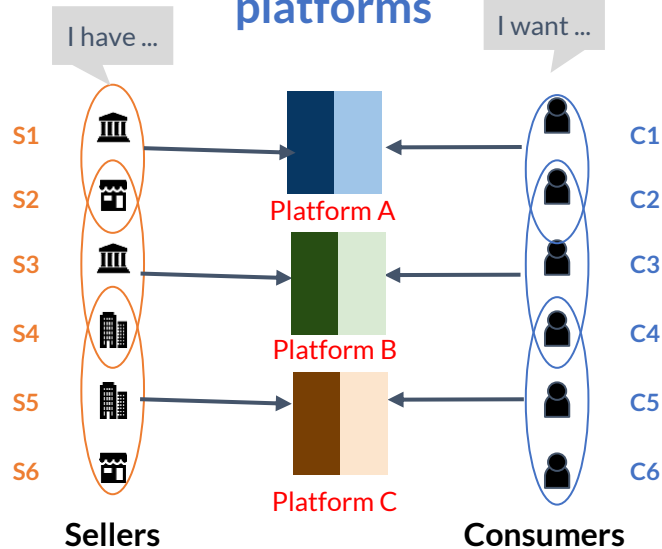 platforms
I have ...
I want ...
S1
C1
Platform A
S2
C2
S3
C3
Platform B
S4
C4
Platform C
S5
C5
S6
C6
Sellers
Consumers